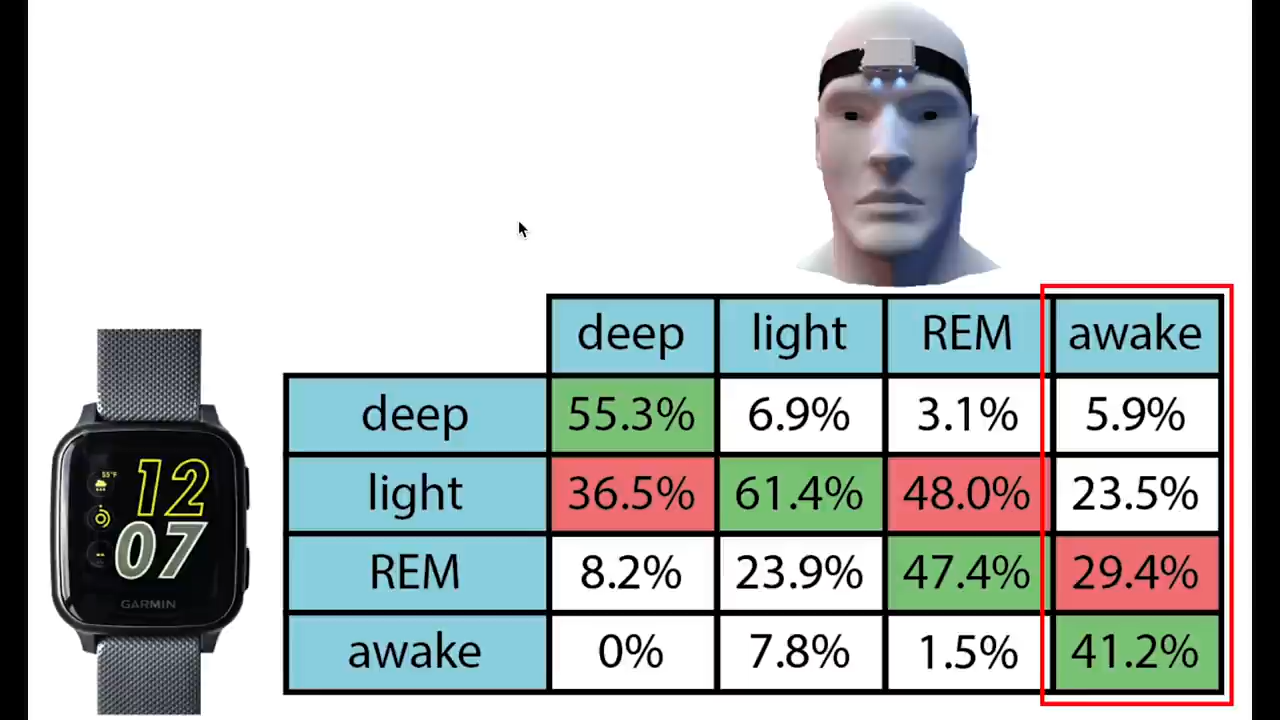 deep light REM awake
deep 55.3% 6.9% 3.1% 5.9%
light 36.5% 61.4% 48.0% 23.5%
REM 8.2% 23.9% 47.4% 29.4%
awake 0% 7.8% 1.5% 41.2%
55°F
12
07
GARMIN